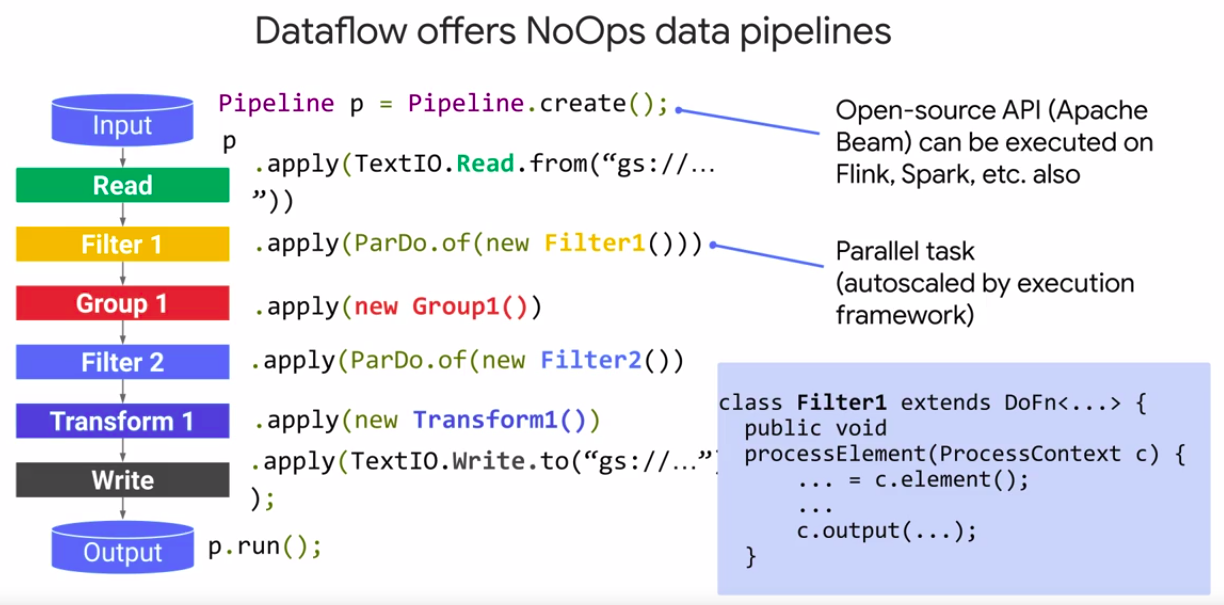 Dataflow offers NoOps data pipelines
Input
Read
Filter 1
Group 1
Filter 2
Transform 1
Write
Output
Pipeline p = Pipeline.create();
p
.apply(TextIO.Read.from(“gs://…
”))
.apply(ParDo.of(new Filter1()))
.apply(new Group1())
.apply(ParDo.of(new Filter2())
.apply(new Transform1())
.apply(TextIO.Write.to(“gs://…”)
);
p.run();
Open-source API (Apache
Beam) can be executed on
Flink, Spark, etc. also
Parallel task
(autoscaled by execution
framework)
class Filter1 extends DoFn<...> {
public void
processElement(ProcessContext c) {
... = c.element();
...
c.output(...);
}